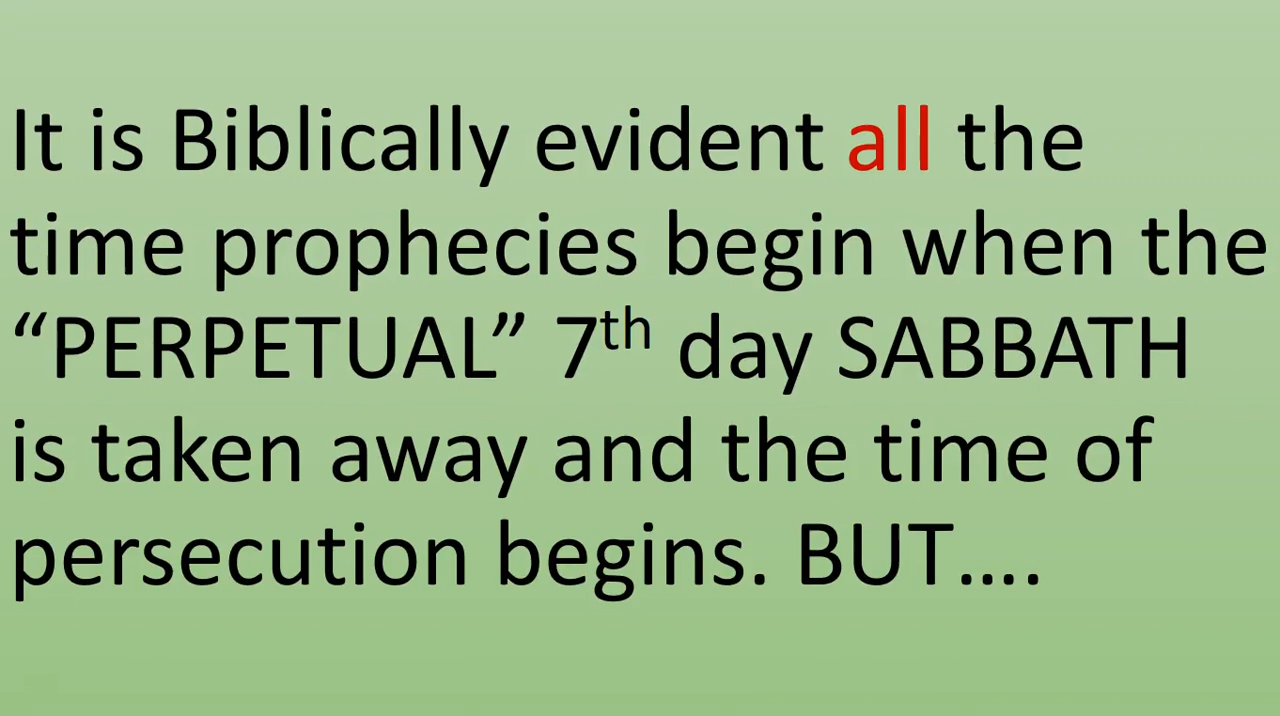 It is Biblically evident all the
time prophecies begin when the
“PERPETUAL” 7th day SABBATH
is taken away and the time of
persecution begins. BUT….